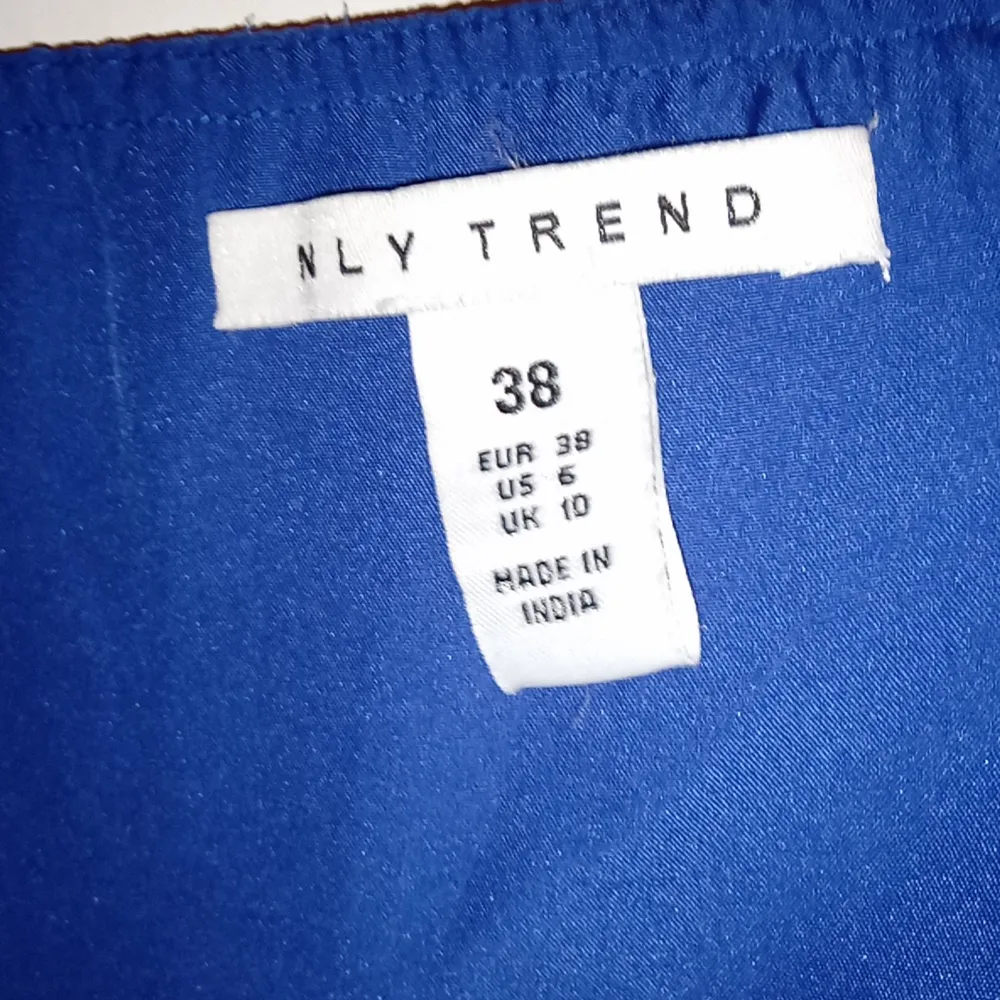 NLY TREND
38
EUR 38
US 6
UK 10
MADE IN
INDIA